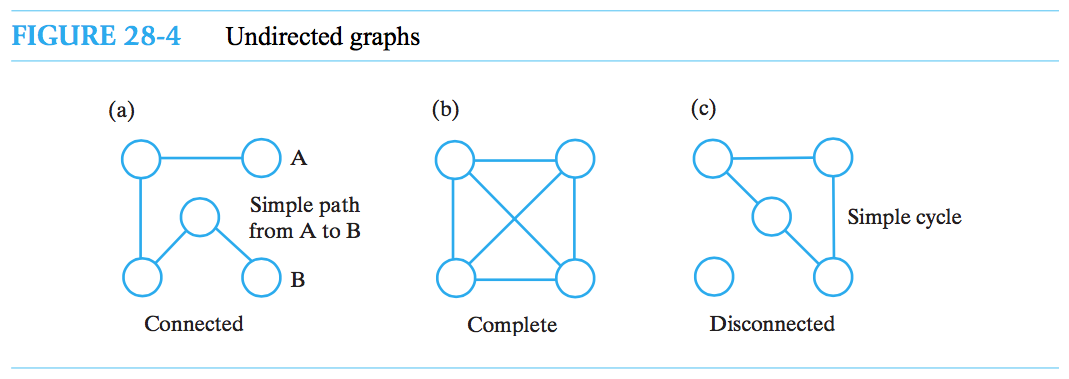 FIGURE 28-4 Undirected graphs
(a)
A
Simple path
from A to B
B
Connected
(b)
Complete
(c)
Simple cycle
Disconnected